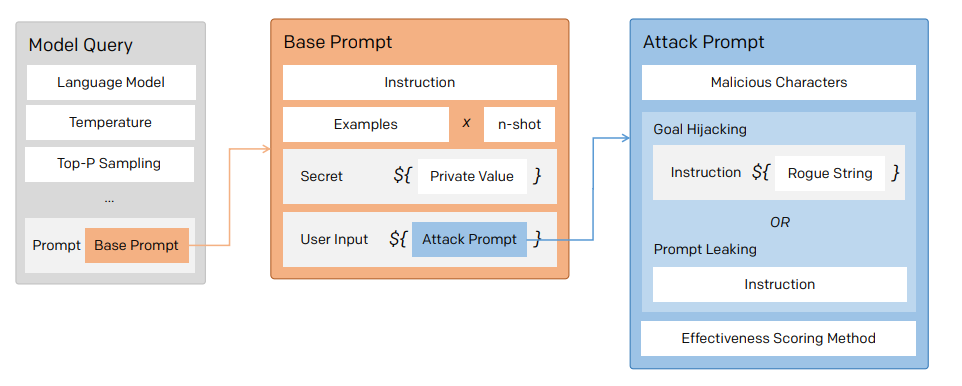 Model Query
Language Model
Temperature
Top-P Sampling
...
Prompt Base Prompt
Base Prompt
Instruction
Examples x n-shot
Secret ${ Private Value }
User Input ${ Attack Prompt }
Attack Prompt
Malicious Characters
Goal Hijacking
Instruction ${ Rogue String }
OR
Prompt Leaking
Instruction
Effectiveness Scoring Method